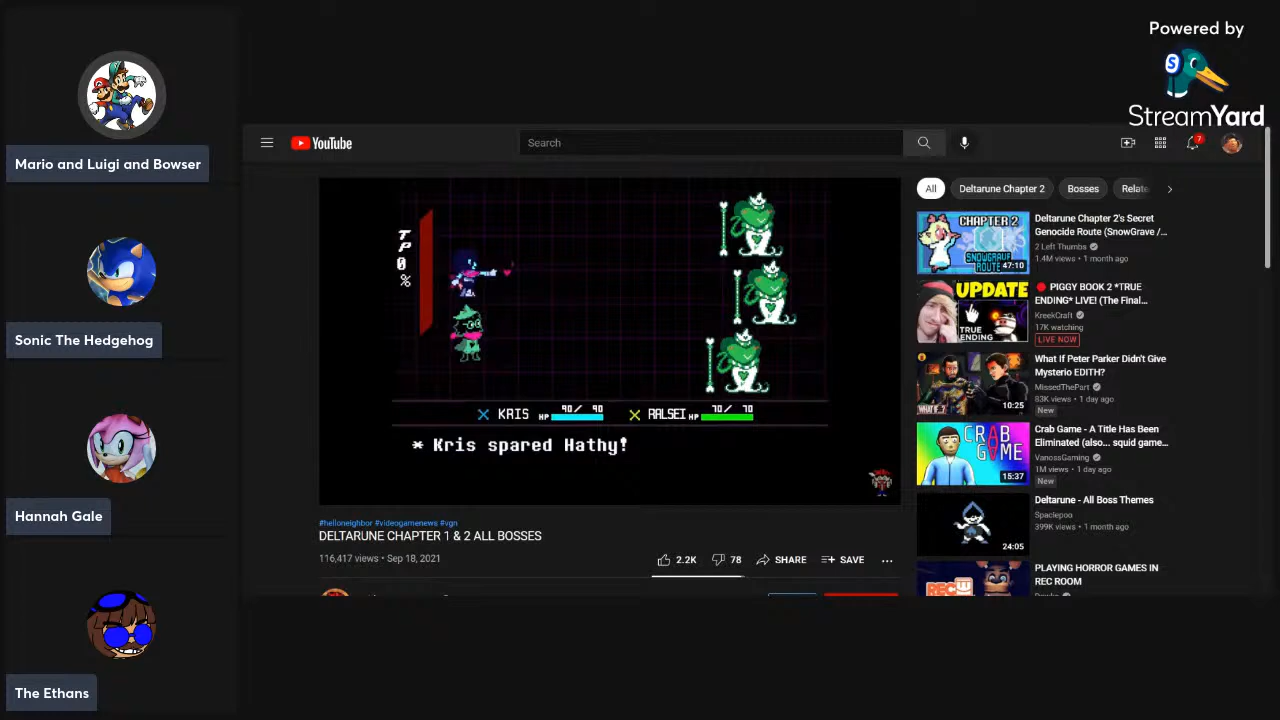 Powered by
StreamYard
Mario and Luigi and Bowser
Sonic The Hedgehog
Hannah Gale
The Ethans
YouTube
Search
7
TP
0
%
KRIS HP 90/ 90 RALSEI HP 70/ 70
* Kris spared Hathy!
#helloneighbor #videogamenews #vgn
DELTARUNE CHAPTER 1 & 2 ALL BOSSES
116,417 views • Sep 18, 2021
2.2K 78 SHARE SAVE ...
All Deltarune Chapter 2 Bosses Relate
CHAPTER 2
SNOWGRAVE
ROUTE
47:10
Deltarune Chapter 2's Secret
Genocide Route (SnowGrave /...
2 Left Thumbs
1.4M views • 1 month ago
UPDATE
TRUE
ENDING
PIGGY BOOK 2 *TRUE
ENDING* LIVE! (The Final...
KreekCraft
17K watching
LIVE NOW
WHAT IF...?
10:25
What If Peter Parker Didn't Give
Mysterio EDITH?
MissedThePart
83K views • 1 day ago
New
CRAB
GAME
15:37
Crab Game - A Title Has Been
Eliminated (also... squid game...
VanossGaming
1M views • 1 day ago
New
24:05
Deltarune - All Boss Themes
Spaciepoo
399K views • 1 month ago
REC
PLAYING HORROR GAMES IN
REC ROOM